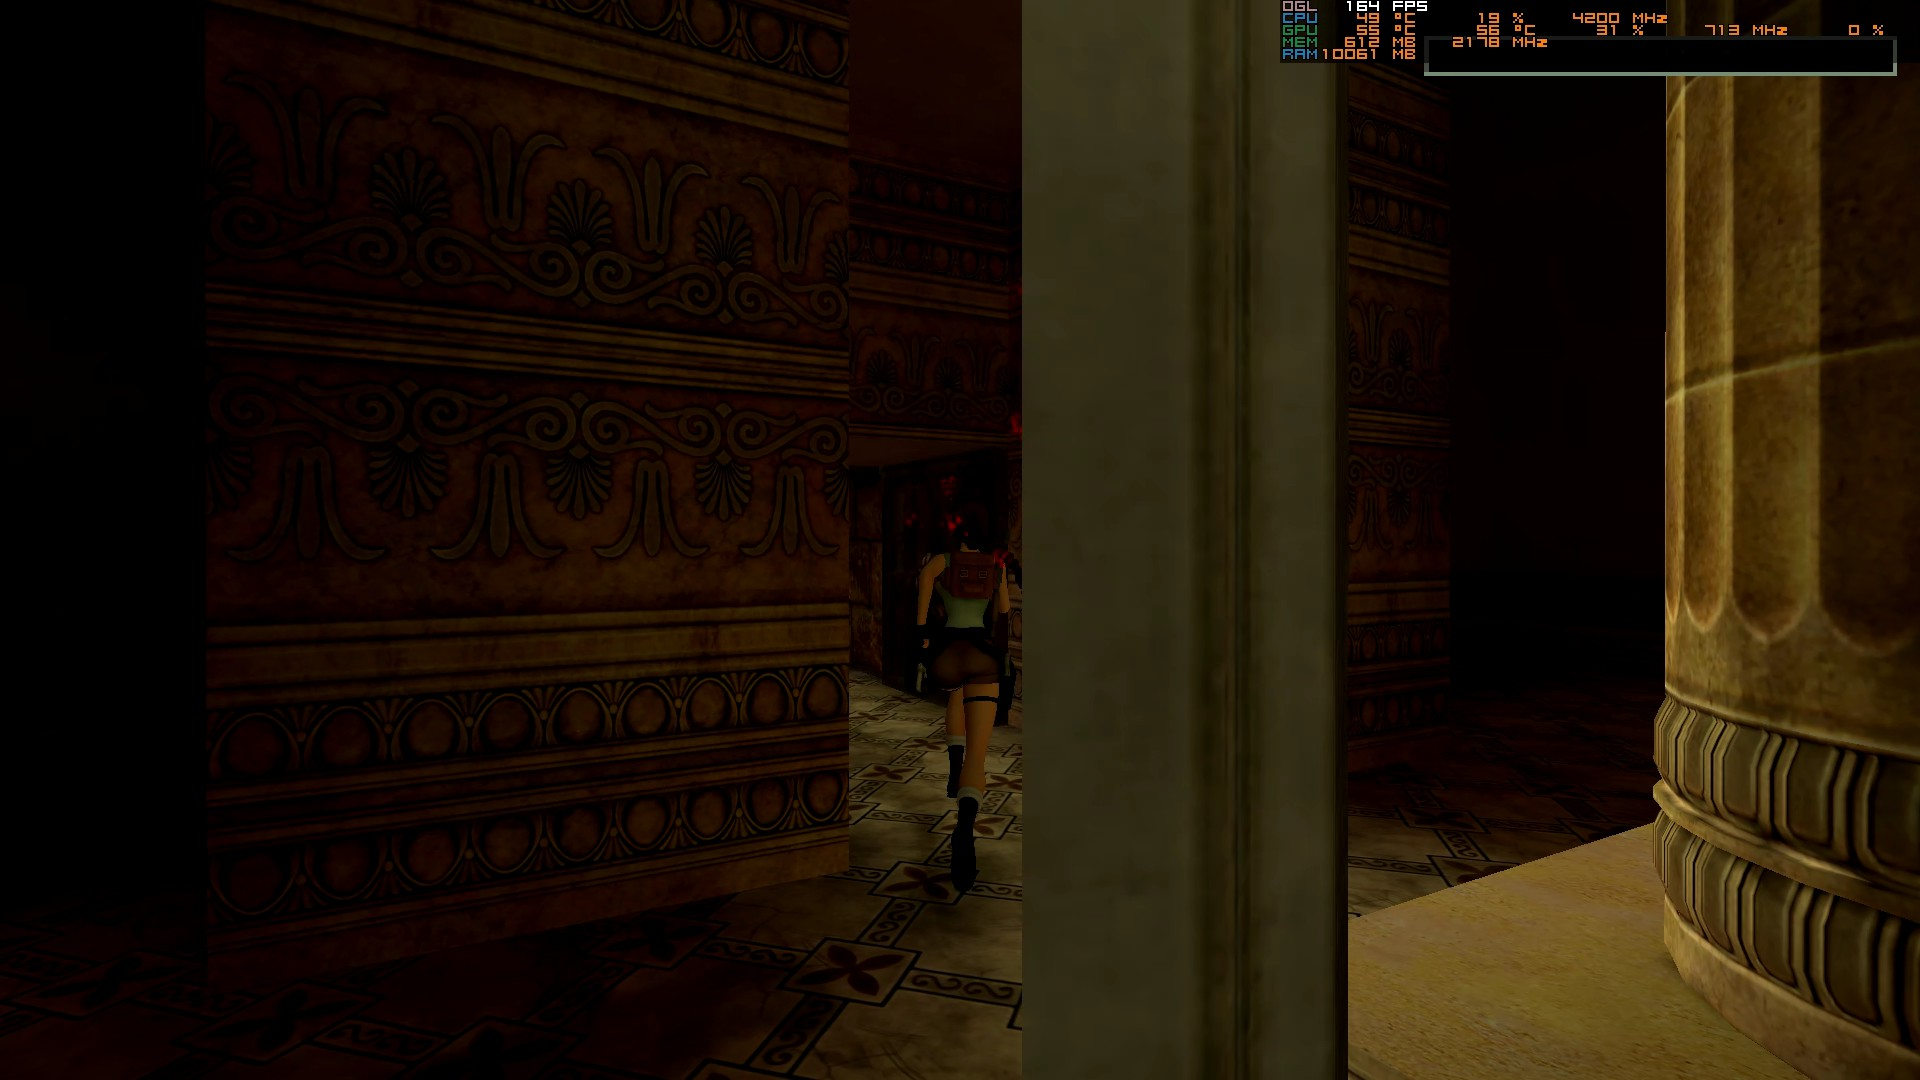 OGL 164 FPS
CPU 49 °C 19 % 4200 MHz
GPU 55 °C 56 °C 31 % 713 MHz 0 %
MEM 612 MB 2178 MHz
RAM 10061 MB